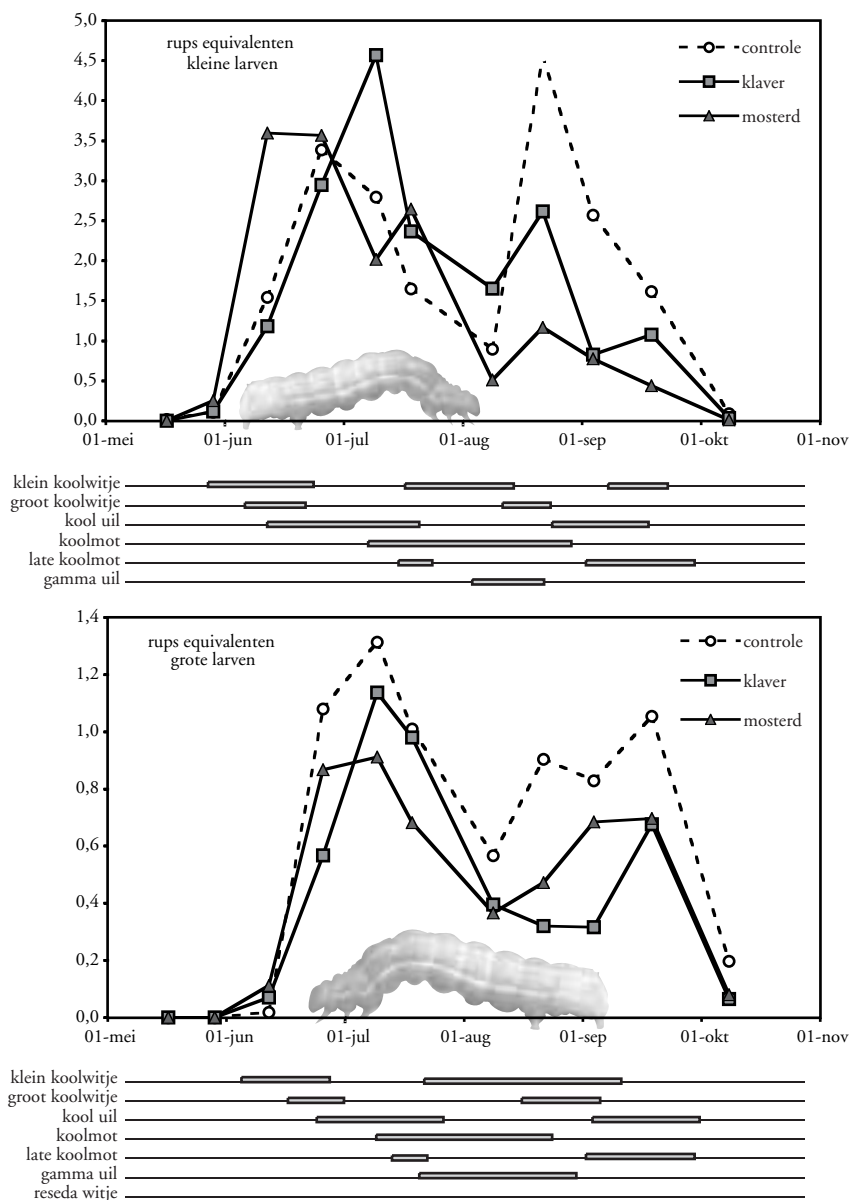 5,0
4,5
4,0
3,5
3,0
2,5
2,0
1,5
1,0
0,5
0,0
rups equivalenten
kleine larven
controle
klaver
mosterd
01-mei 01-jun 01-jul 01-aug 01-sep 01-okt 01-nov
klein koolwitje
groot koolwitje
kool uil
koolmot
late koolmot
gamma uil
1,4
1,2
1,0
0,8
0,6
0,4
0,2
0,0
rups equivalenten
grote larven
controle
klaver
mosterd
01-mei 01-jun 01-jul 01-aug 01-sep 01-okt 01-nov
klein koolwitje
groot koolwitje
kool uil
koolmot
late koolmot
gamma uil
reseda witje